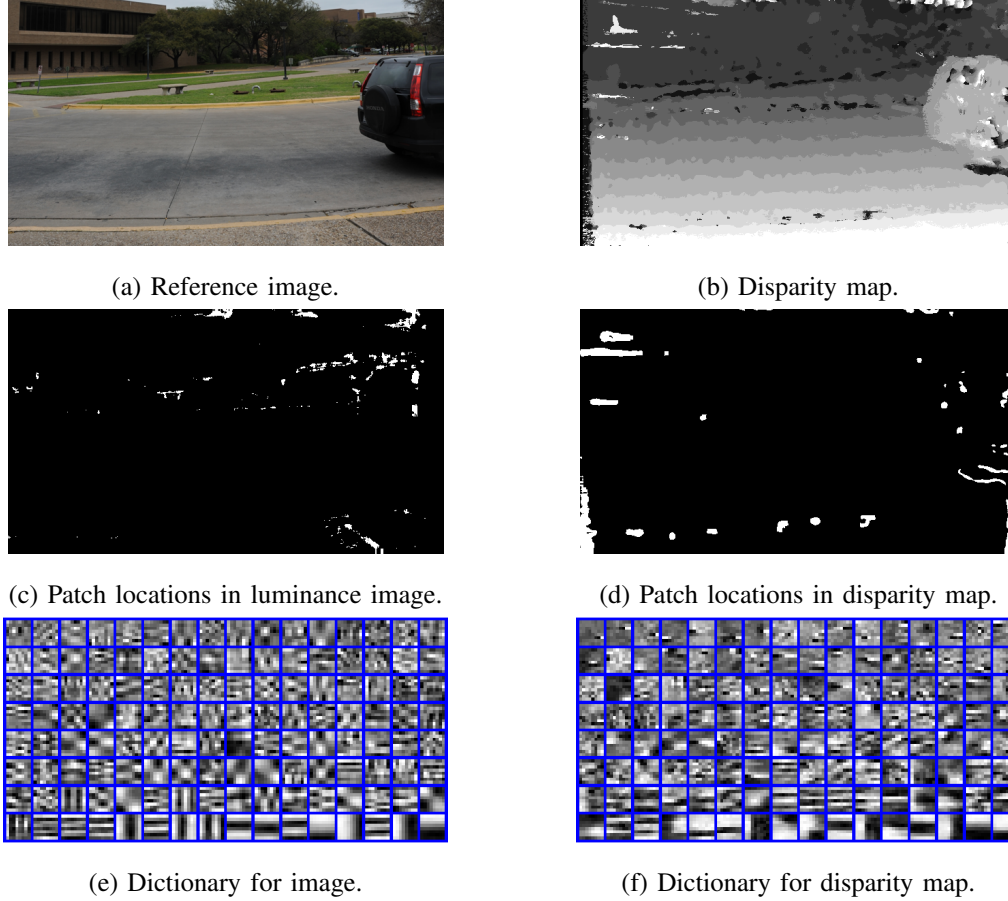 (a) Reference image.
(b) Disparity map.
(c) Patch locations in luminance image.
(d) Patch locations in disparity map.
(e) Dictionary for image.
(f) Dictionary for disparity map.